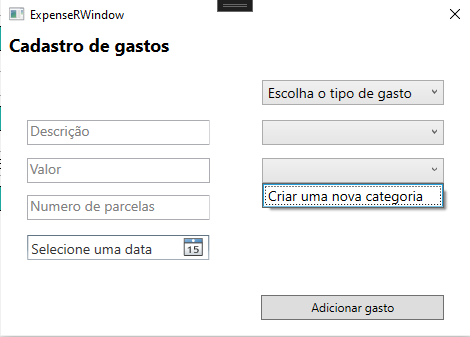 ExpenseRWindow
Cadastro de gastos
Escolha o tipo de gasto
Descrição
Valor
Criar uma nova categoria
Numero de parcelas
Selecione uma data
15
Adicionar gasto